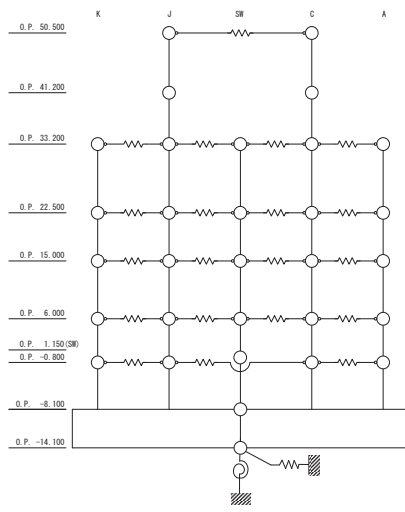 K J SW C A
O.P. 50.500
O.P. 41.200
O.P. 33.200
O.P. 22.500
O.P. 15.000
O.P. 6.000
O.P. 1.150(SW)
O.P. -0.800
O.P. -8.100
O.P. -14.100